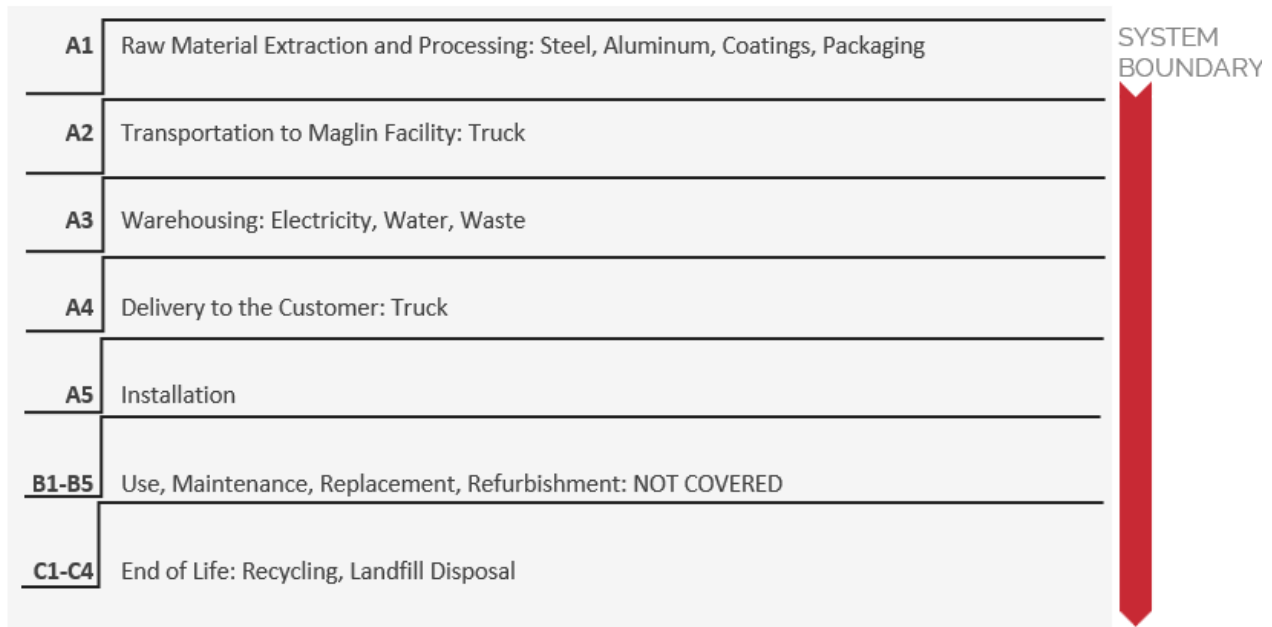 SYSTEM
BOUNDARY
A1 Raw Material Extraction and Processing: Steel, Aluminum, Coatings, Packaging
A2 Transportation to Maglin Facility: Truck
A3 Warehousing: Electricity, Water, Waste
A4 Delivery to the Customer: Truck
A5 Installation
B1-B5 Use, Maintenance, Replacement, Refurbishment: NOT COVERED
C1-C4 End of Life: Recycling, Landfill Disposal